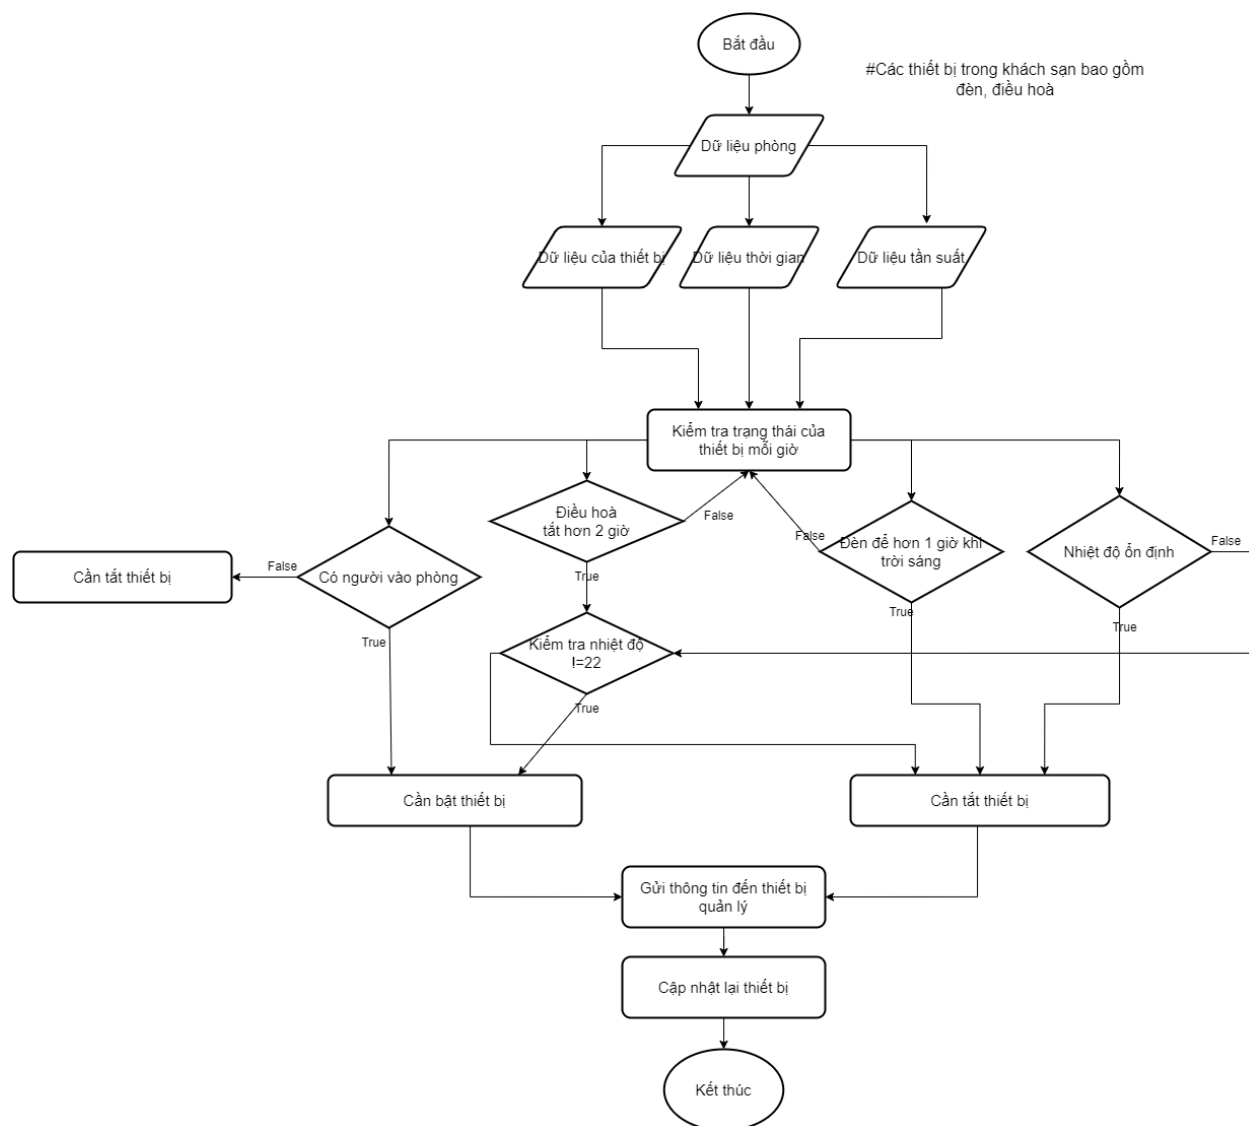 Bắt đầu
#Các thiết bị trong khách sạn bao gồm
đèn, điều hoà
Dữ liệu phòng
Dữ liệu của thiết bị
Dữ liệu thời gian
Dữ liệu tần suất
Kiểm tra trạng thái của
thiết bị mỗi giờ
Điều hoà
tắt hơn 2 giờ
False
False
Đèn để hơn 1 giờ khi
trời sáng
Nhiệt độ ổn định
False
Cần tắt thiết bị
False
Có người vào phòng
True
True
True
True
Kiểm tra nhiệt độ
!=22
True
Cần bật thiết bị
Cần tắt thiết bị
Gửi thông tin đến thiết bị
quản lý
Cập nhật lại thiết bị
Kết thúc